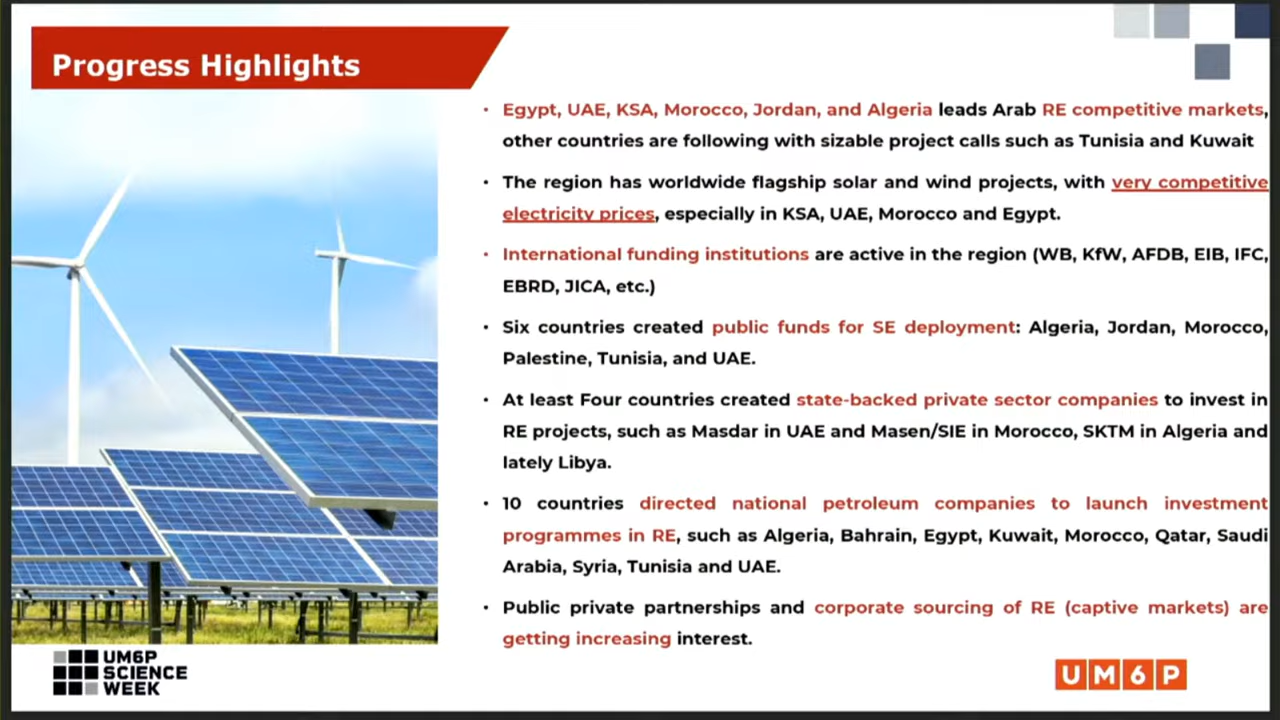 Progress Highlights
• Egypt, UAE, KSA, Morocco, Jordan, and Algeria leads Arab RE competitive markets,
other countries are following with sizable project calls such as Tunisia and Kuwait
• The region has worldwide flagship solar and wind projects, with very competitive
electricity prices, especially in KSA, UAE, Morocco and Egypt.
• International funding institutions are active in the region (WB, KfW, AFDB, EIB, IFC,
EBRD, JICA, etc.)
• Six countries created public funds for SE deployment: Algeria, Jordan, Morocco,
Palestine, Tunisia, and UAE.
• At least Four countries created state-backed private sector companies to invest in
RE projects, such as Masdar in UAE and Masen/SIE in Morocco, SKTM in Algeria and
lately Libya.
• 10 countries directed national petroleum companies to launch investment
programmes in RE, such as Algeria, Bahrain, Egypt, Kuwait, Morocco, Qatar, Saudi
Arabia, Syria, Tunisia and UAE.
• Public private partnerships and corporate sourcing of RE (captive markets) are
getting increasing interest.
UM6P
SCIENCE
WEEK
UM6P